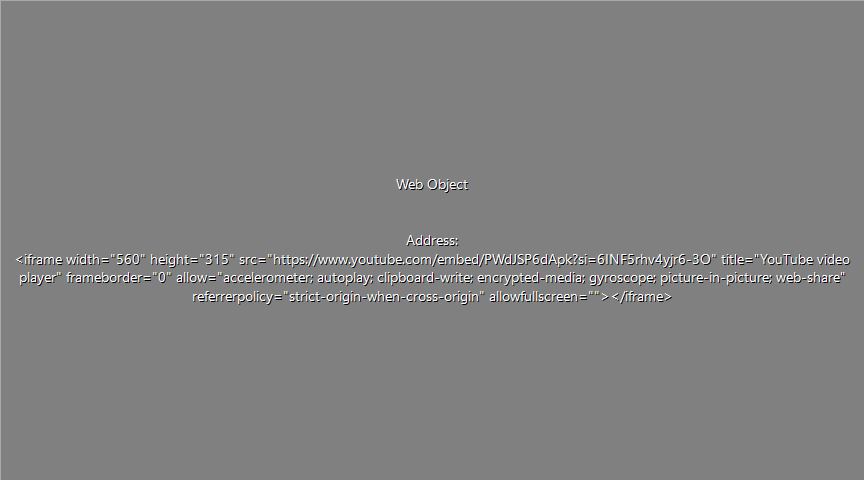 Web Object
Address:
<iframe width="560" height="315" src="https://www.youtube.com/embed/PWdJSP6dApk?si=6INF5rhv4yjr6-3O" title="YouTube video
player" frameborder="0" allow="accelerometer; autoplay; clipboard-write; encrypted-media; gyroscope; picture-in-picture; web-share"
referrerpolicy="strict-origin-when-cross-origin" allowfullscreen=""></iframe>